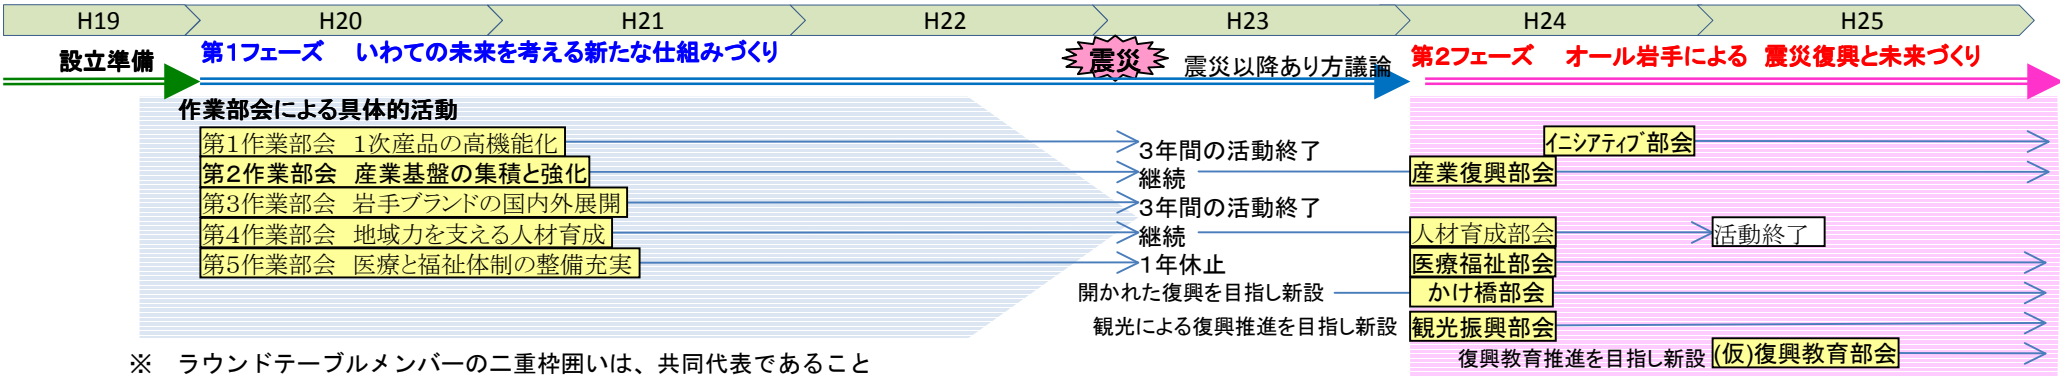 H19 H20 H21 H22 H23 H24 H25
設立準備
第1フェーズ いわての未来を考える新たな仕組みづくり
震災
震災以降あり方議論
第2フェーズ オール岩手による 震災復興と未来づくり
作業部会による具体的活動
第1作業部会 1次産品の高機能化
3年間の活動終了
イニシアティブ部会
第2作業部会 産業基盤の集積と強化
継続
産業復興部会
第3作業部会 岩手ブランドの国内外展開
3年間の活動終了
第4作業部会 地域力を支える人材育成
継続
人材育成部会
活動終了
第5作業部会 医療と福祉体制の整備充実
1年休止
医療福祉部会
開かれた復興を目指し新設
かけ橋部会
観光による復興推進を目指し新設
観光振興部会
復興教育推進を目指し新設
(仮)復興教育部会
※ ラウンドテーブルメンバーの二重枠囲いは、共同代表であること